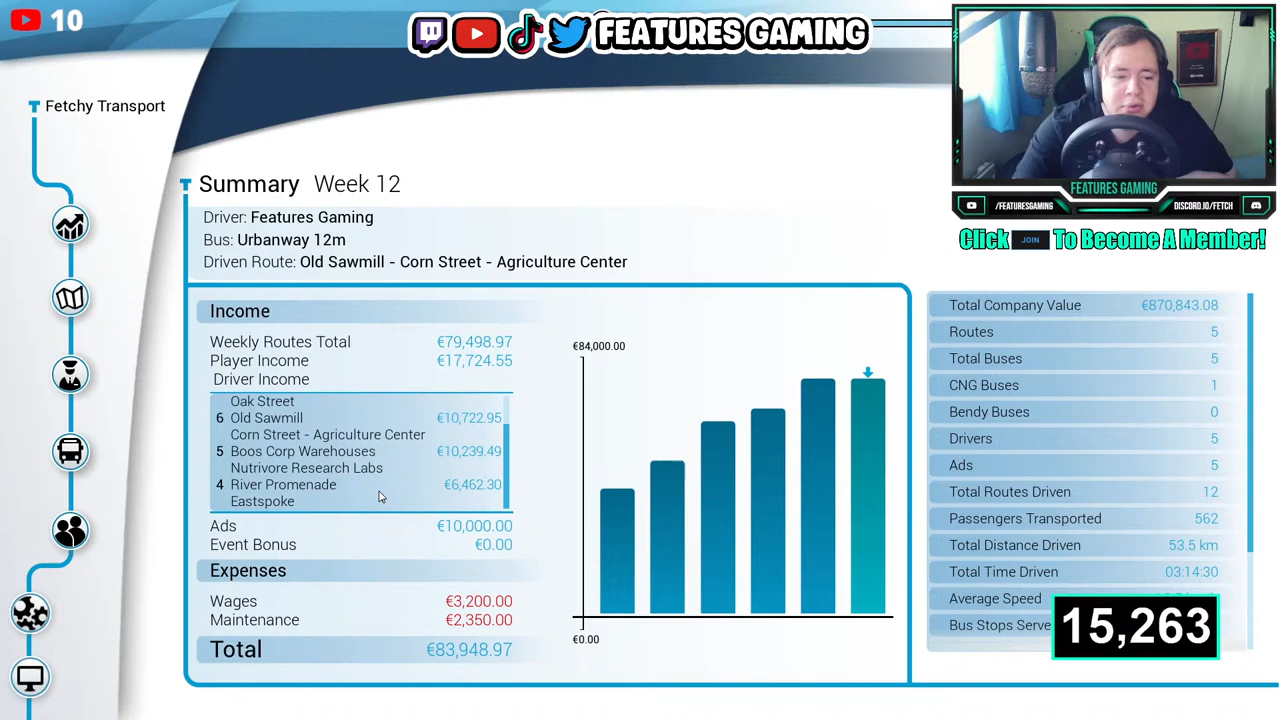 10
FEATURES GAMING
Fetchy Transport
Summary Week 12
Driver: Features Gaming
Bus: Urbanway 12m
Driven Route: Old Sawmill - Corn Street - Agriculture Center
Income
Weekly Routes Total €79,498.97
Player Income €17,724.55
Driver Income
Oak Street
6 Old Sawmill €10,722.95
Corn Street - Agriculture Center
5 Boos Corp Warehouses €10,239.49
Nutrivore Research Labs
4 River Promenade €6,462.30
Eastspoke
Ads €10,000.00
Event Bonus €0.00
Expenses
Wages €3,200.00
Maintenance €2,350.00
Total €83,948.97
€84,000.00
€0.00
FEATURES GAMING
/FEATURESGAMING
DISCORD.IO/FETCH
Click JOIN To Become A Member!
Total Company Value €870,843.08
Routes 5
Total Buses 5
CNG Buses 1
Bendy Buses 0
Drivers 5
Ads 5
Total Routes Driven 12
Passengers Transported 562
Total Distance Driven 53.5 km
Total Time Driven 03:14:30
Average Speed
Bus Stops Serve
15,263